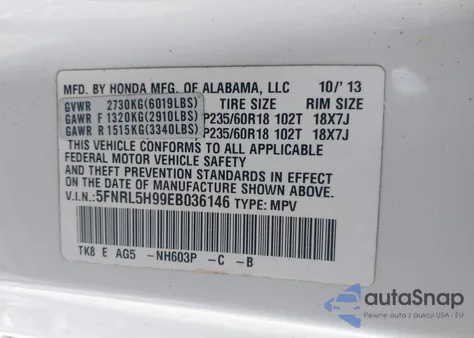 MFD. BY HONDA MFG. OF ALABAMA, LLC 10/' 13
GVWR 2730KG(6019LBS) TIRE SIZE RIM SIZE
GAWR F 1320KG(2910LBS) P235/60R18 102T 18X7J
GAWR R 1515KG(3340LBS) P235/60R18 102T 18X7J
THIS VEHICLE CONFORMS TO ALL APPLICABLE
FEDERAL MOTOR VEHICLE SAFETY
AND THEFT PREVENTION STANDARDS IN EFFECT
ON THE DATE OF MANUFACTURE SHOWN ABOVE.
V.I.N.:5FNRL5H99EB036146 TYPE: MPV
TK8 E AG5 -NH603P -C -B
autoSnap
Pewne auta z USA i EU